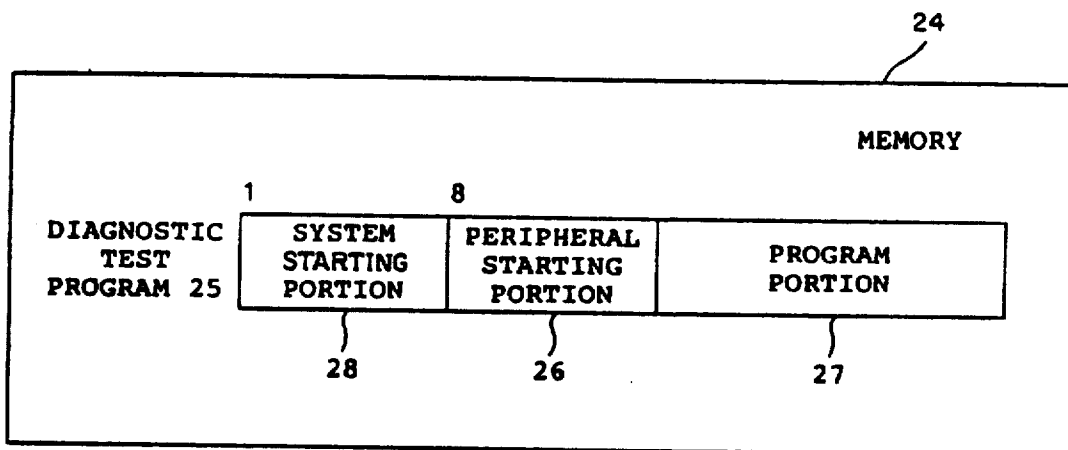 24
MEMORY
1 8
DIAGNOSTIC
TEST
PROGRAM 25
SYSTEM
STARTING
PORTION
PERIPHERAL
STARTING
PORTION
PROGRAM
PORTION
28 26 27